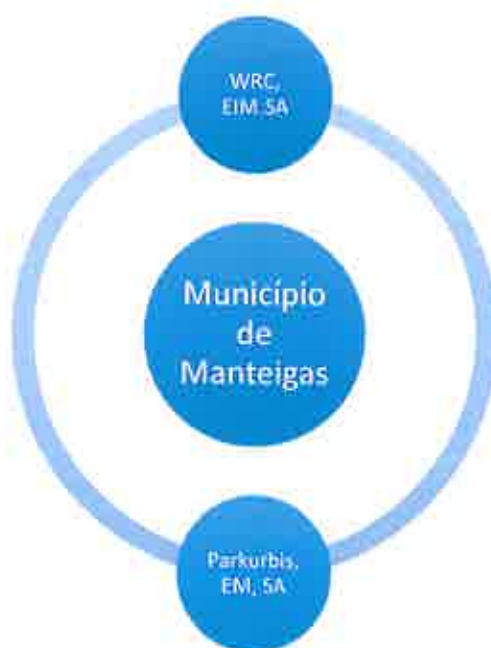 WRC,
EIM SA
Município
de
Manteigas
Parkurbis,
EM, SA